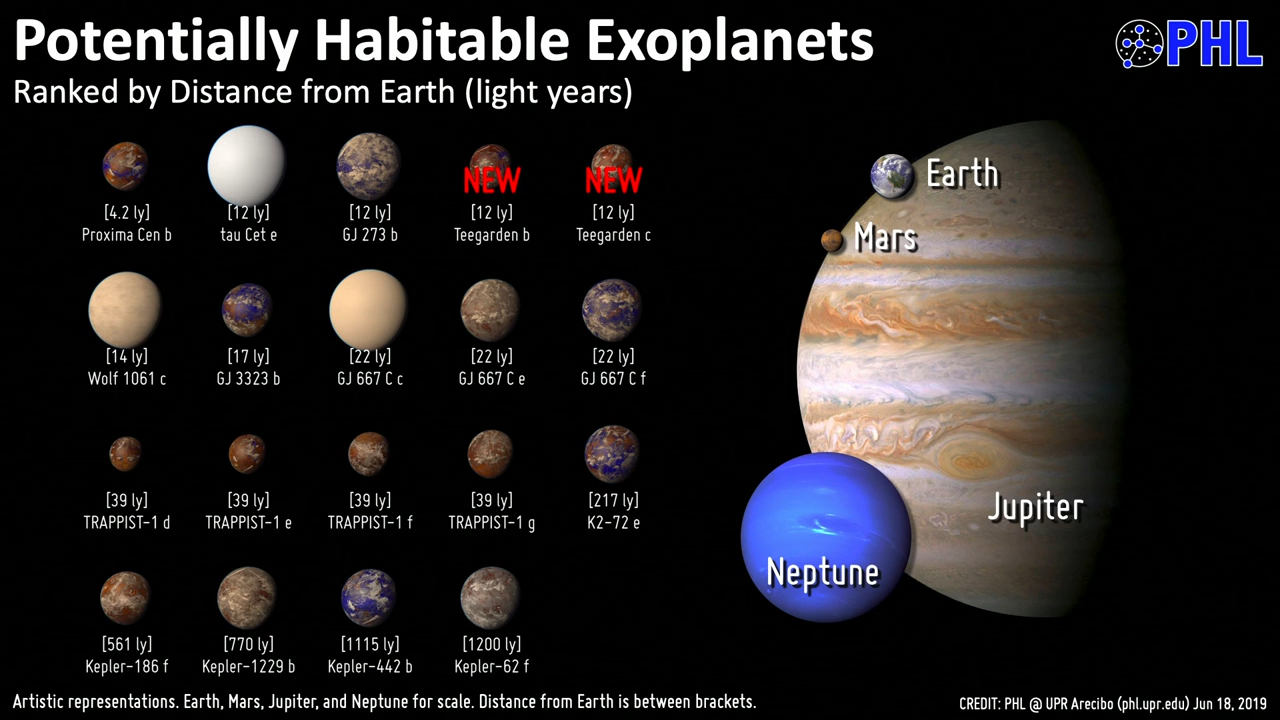 Potentially Habitable Exoplanets
PHL
Ranked by Distance from Earth (light years)
NEW
NEW
[4.2 ly]
Proxima Cen b
[12 ly]
tau Cet e
[12 ly]
GJ 273 b
[12 ly]
Teegarden b
[12 ly]
Teegarden c
[14 ly]
Wolf 1061 c
[17 ly]
GJ 3323 b
[22 ly]
GJ 667 C c
[22 ly]
GJ 667 C e
[22 ly]
GJ 667 C f
[39 ly]
TRAPPIST-1 d
[39 ly]
TRAPPIST-1 e
[39 ly]
TRAPPIST-1 f
[39 ly]
TRAPPIST-1 g
[217 ly]
K2-72 e
[561 ly]
Kepler-186 f
[770 ly]
Kepler-1229 b
[1115 ly]
Kepler-442 b
[1200 ly]
Kepler-62 f
Earth
Mars
Jupiter
Neptune
Artistic representations. Earth, Mars, Jupiter, and Neptune for scale. Distance from Earth is between brackets.
CREDIT: PHL @ UPR Arecibo (phl.upr.edu) Jun 18, 2019